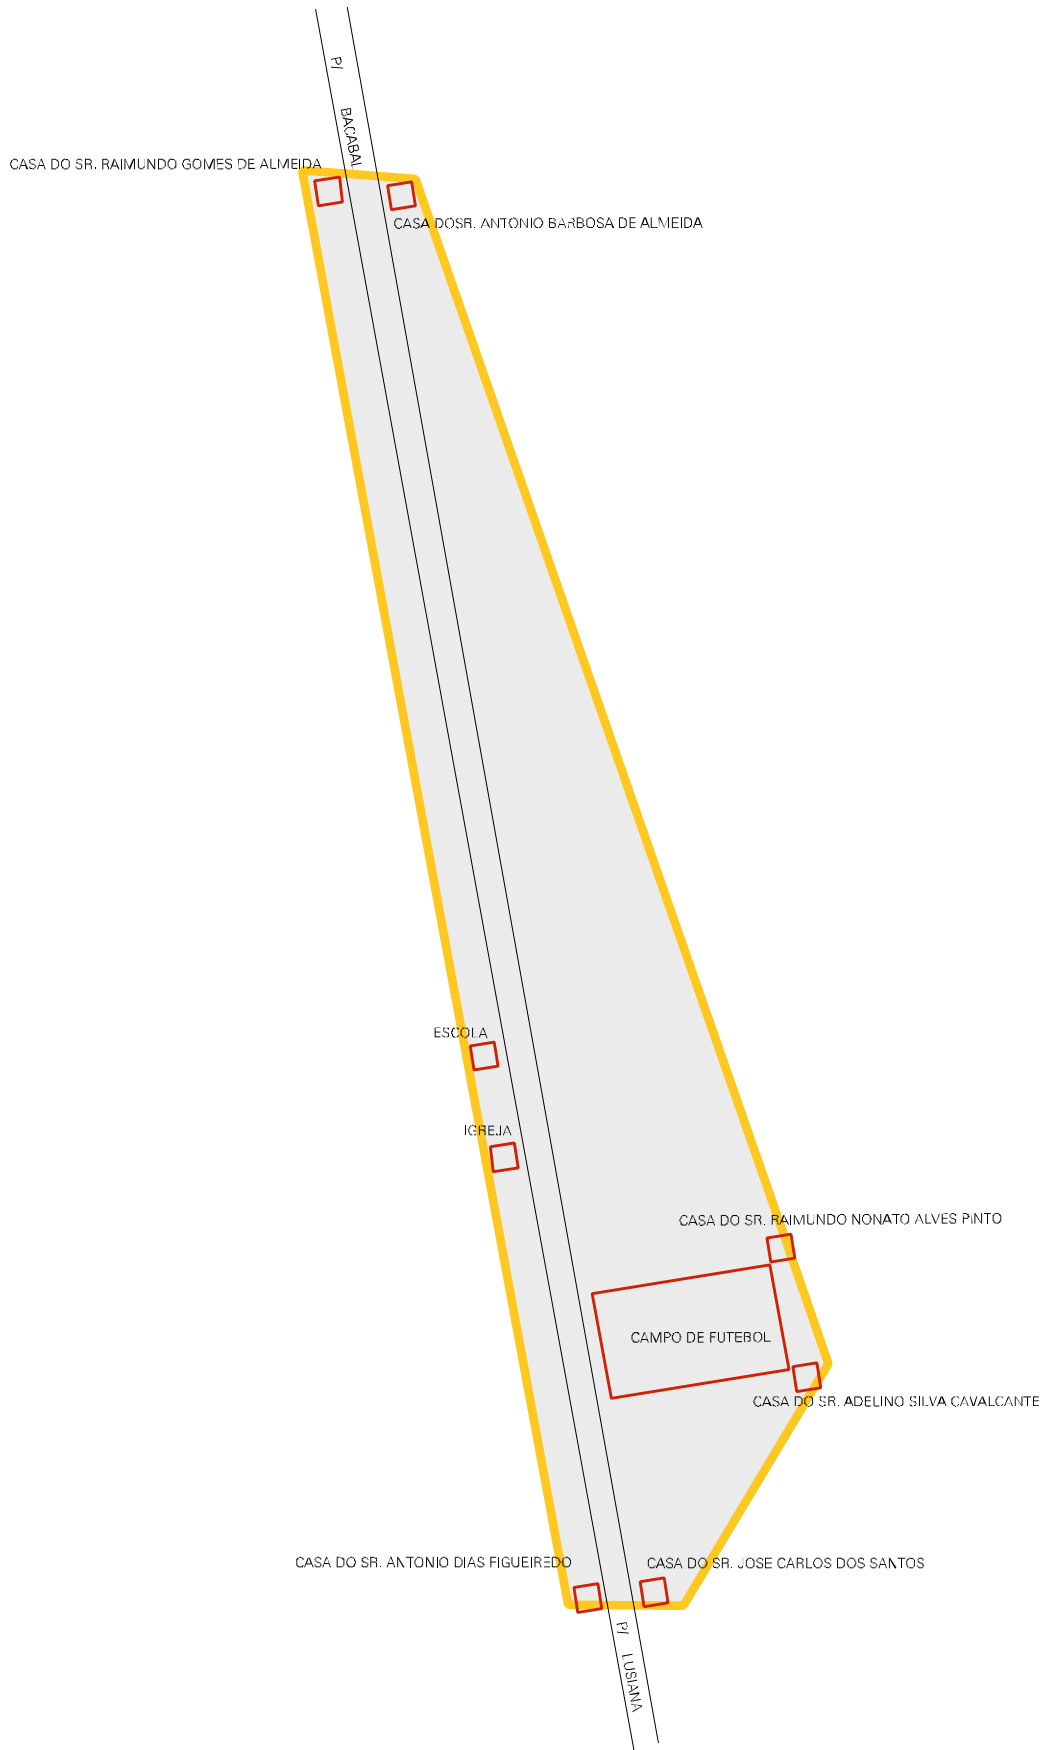 P/ BACABAL
CASA DO SR. RAIMUNDO GOMES DE ALMEIDA
CASA DOSR. ANTONIO BARBOSA DE ALMEIDA
ESCOLA
IGREJA
CASA DO SR. RAIMUNDO NONATO ALVES PINTO
CAMPO DE FUTEBOL
CASA DO SR. ADELINO SILVA CAVALCANTE
CASA DO SR. ANTONIO DIAS FIGUEIREDO
CASA DO SR. JOSE CARLOS DOS SANTOS
P/ LUSIANA